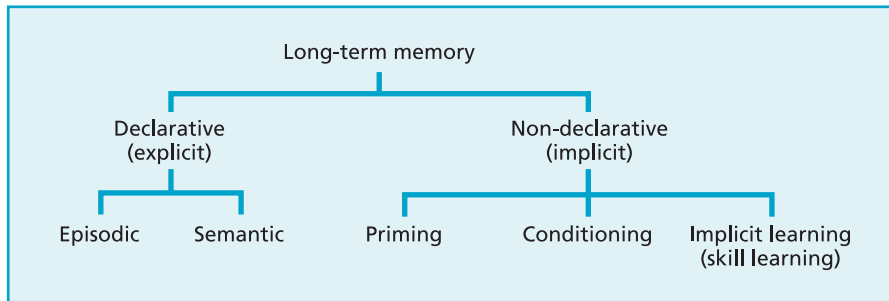 Long-term memory
Declarative
(explicit)
Non-declarative
(implicit)
Episodic
Semantic
Priming
Conditioning
Implicit learning
(skill learning)